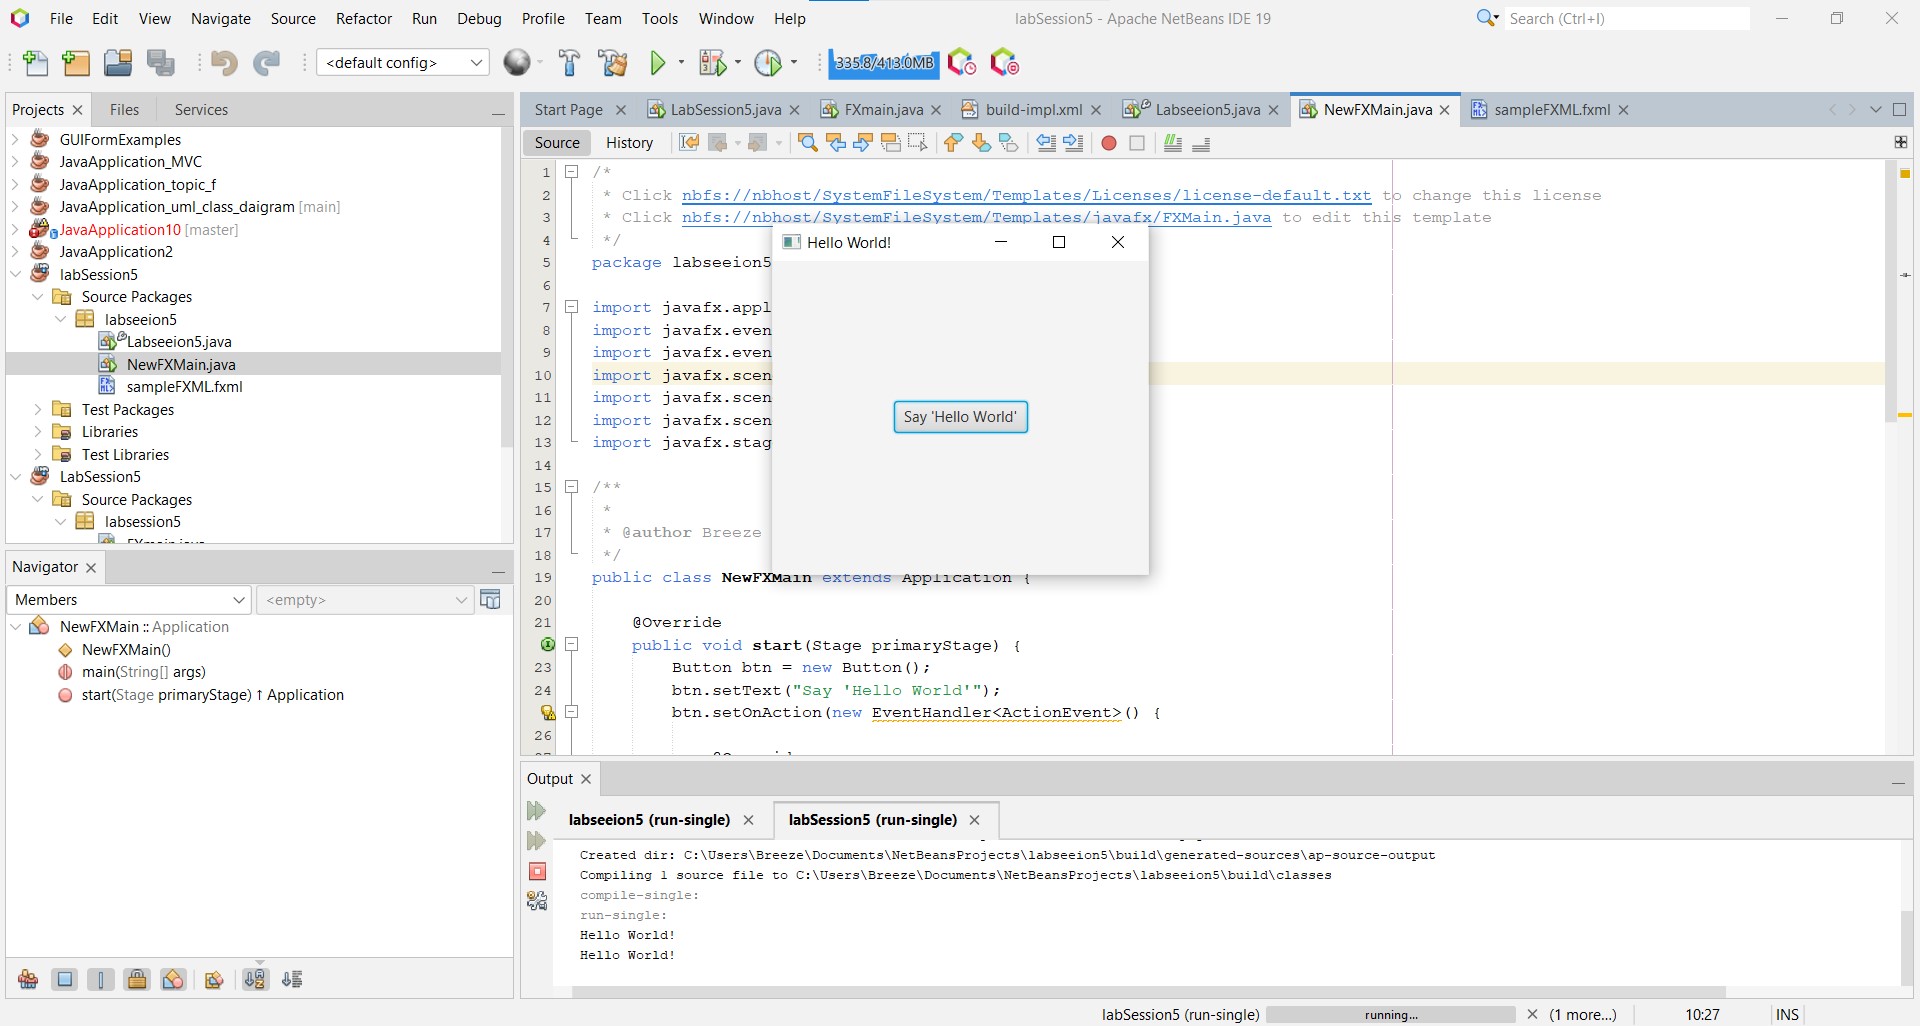 File Edit View Navigate Source Refactor Run Debug Profile Team Tools Window Help
labSession5 - Apache NetBeans IDE 19
Search (Ctrl+I)
<default config>
335.8/413.0MB
Projects Files Services
GUIFormExamples
JavaApplication_MVC
JavaApplication_topic_f
JavaApplication_uml_class_daigram [main]
JavaApplication10 [master]
JavaApplication2
labSession5
Source Packages
labseeion5
Labseeion5.java
NewFXMain.java
sampleFXML.fxml
Test Packages
Libraries
Test Libraries
LabSession5
Source Packages
labsession5
Navigator
Members
<empty>
NewFXMain :: Application
NewFXMain()
main(String[] args)
start(Stage primaryStage) ↑ Application
Start Page LabSession5.java FXmain.java build-impl.xml Labseeion5.java NewFXMain.java sampleFXML.fxml
Source History
1 /*
2 * Click nbfs://nbhost/SystemFileSystem/Templates/Licenses/license-default.txt to change this license
3 * Click nbfs://nbhost/SystemFileSystem/Templates/javafx/FXMain.java to edit this template
4 */
5 package labseeion5
6
7 import javafx.appl
8 import javafx.even
9 import javafx.even
10 import javafx.scen
11 import javafx.scen
12 import javafx.scen
13 import javafx.stag
14
15 /**
16 *
17 * @author Breeze
18 */
19 public class NewFXMain extends Application {
20
21 @Override
public void start(Stage primaryStage) {
23 Button btn = new Button();
24 btn.setText("Say 'Hello World'");
btn.setOnAction(new EventHandler<ActionEvent>() {
26
Hello World!
Say 'Hello World'
Output
labseeion5 (run-single) labSession5 (run-single)
Created dir: C:\Users\Breeze\Documents\NetBeansProjects\labseeion5\build\generated-sources\ap-source-output
Compiling 1 source file to C:\Users\Breeze\Documents\NetBeansProjects\labseeion5\build\classes
compile-single:
run-single:
Hello World!
Hello World!
labSession5 (run-single) running... (1 more...) 10:27 INS